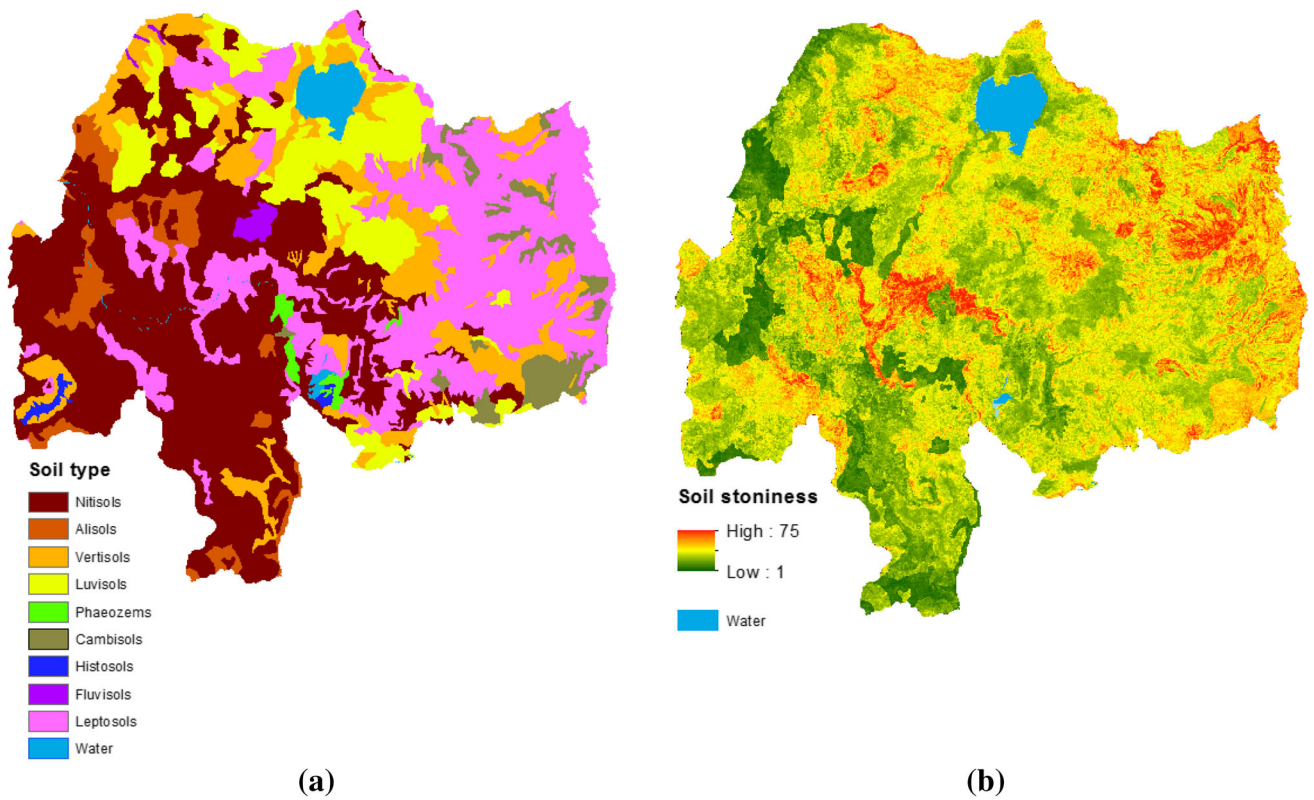 Soil type
Nitisols
Alisols
Vertisols
Luvisols
Phaeozems
Cambisols
Histosols
Fluvisols
Leptosols
Water
(a)
Soil stoniness
High : 75
Low : 1
Water
(b)